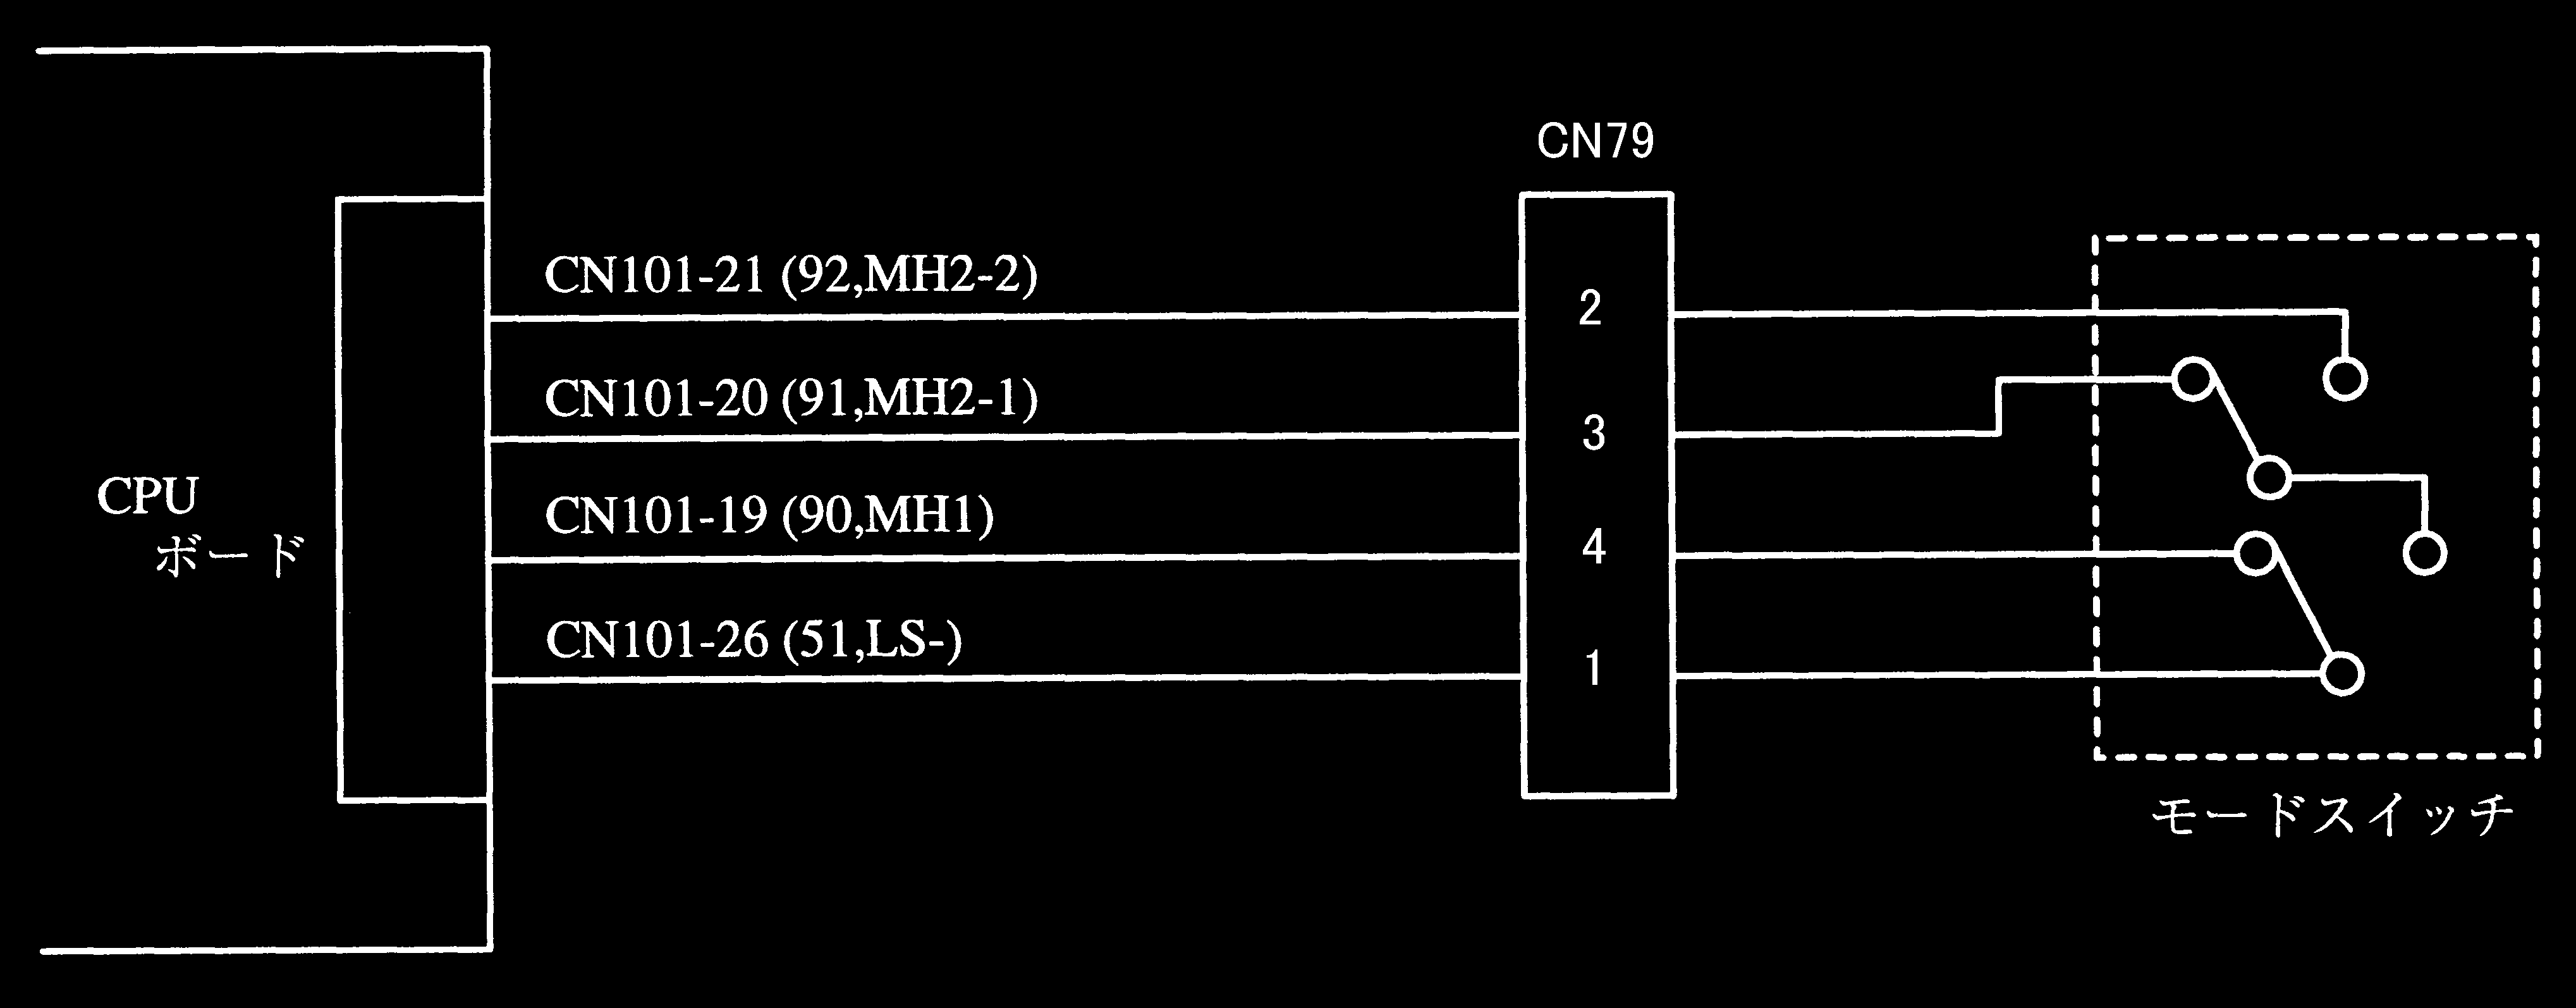 CN79
CN101-21 (92,MH2-2)
2
CN101-20 (91,MH2-1)
3
CPU
ボード
CN101-19 (90,MH1)
4
CN101-26 (51,LS-)
1
モードスイッチ